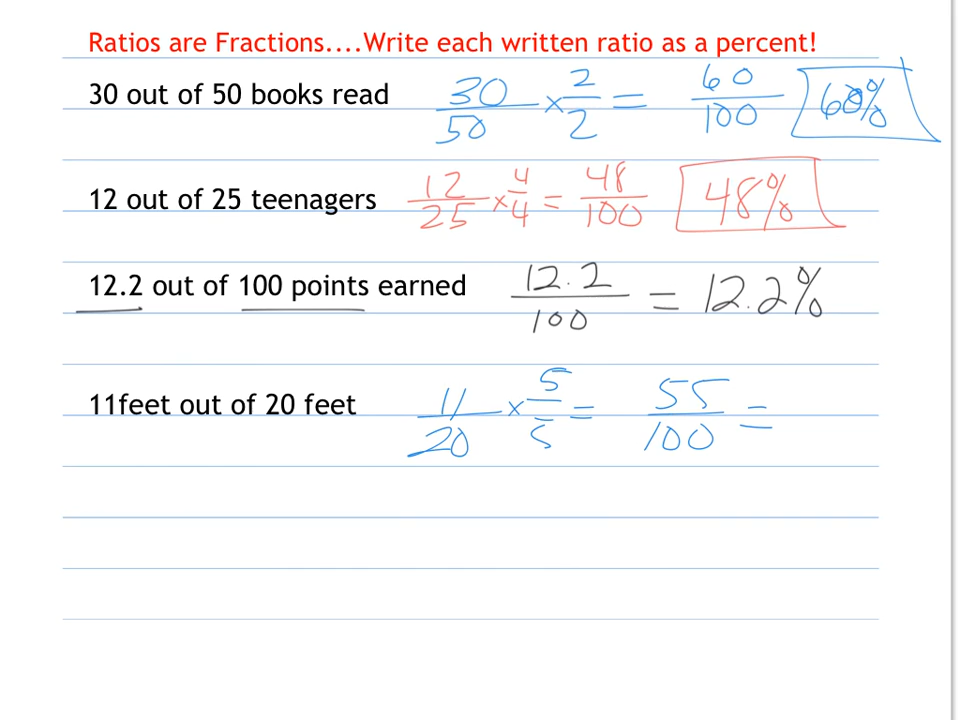 Ratios are Fractions....Write each written ratio as a percent!
30 out of 50 books read 30/50 × 2/2 = 60/100 60%
12 out of 25 teenagers 12/25 × 4/4 = 48/100 48%
12.2 out of 100 points earned 12.2/100 = 12.2%
11feet out of 20 feet 11/20 × 5/5 = 55/100 =